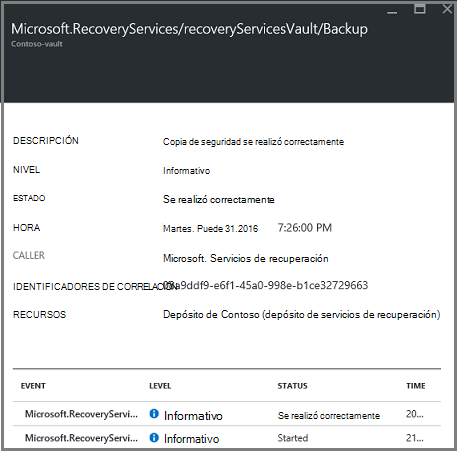 Microsoft.RecoveryServices/recoveryServicesVault/Backup
Contoso-vault
DESCRIPCIÓN Copia de seguridad se realizó correctamente
NIVEL Informativo
ESTADO Se realizó correctamente
HORA Martes. Puede 31.2016 7:26:00 PM
CALLER Microsoft. Servicios de recuperación
IDENTIFICADORES DE CORRELACIÓN a9ddf9-e6f1-45a0-998e-b1ce32729663
RECURSOS Depósito de Contoso (depósito de servicios de recuperación)
EVENT LEVEL STATUS TIME
Microsoft.RecoveryServi... Informativo Se realizó correctamente 20...
Microsoft.RecoveryServi... Informativo Started 21...